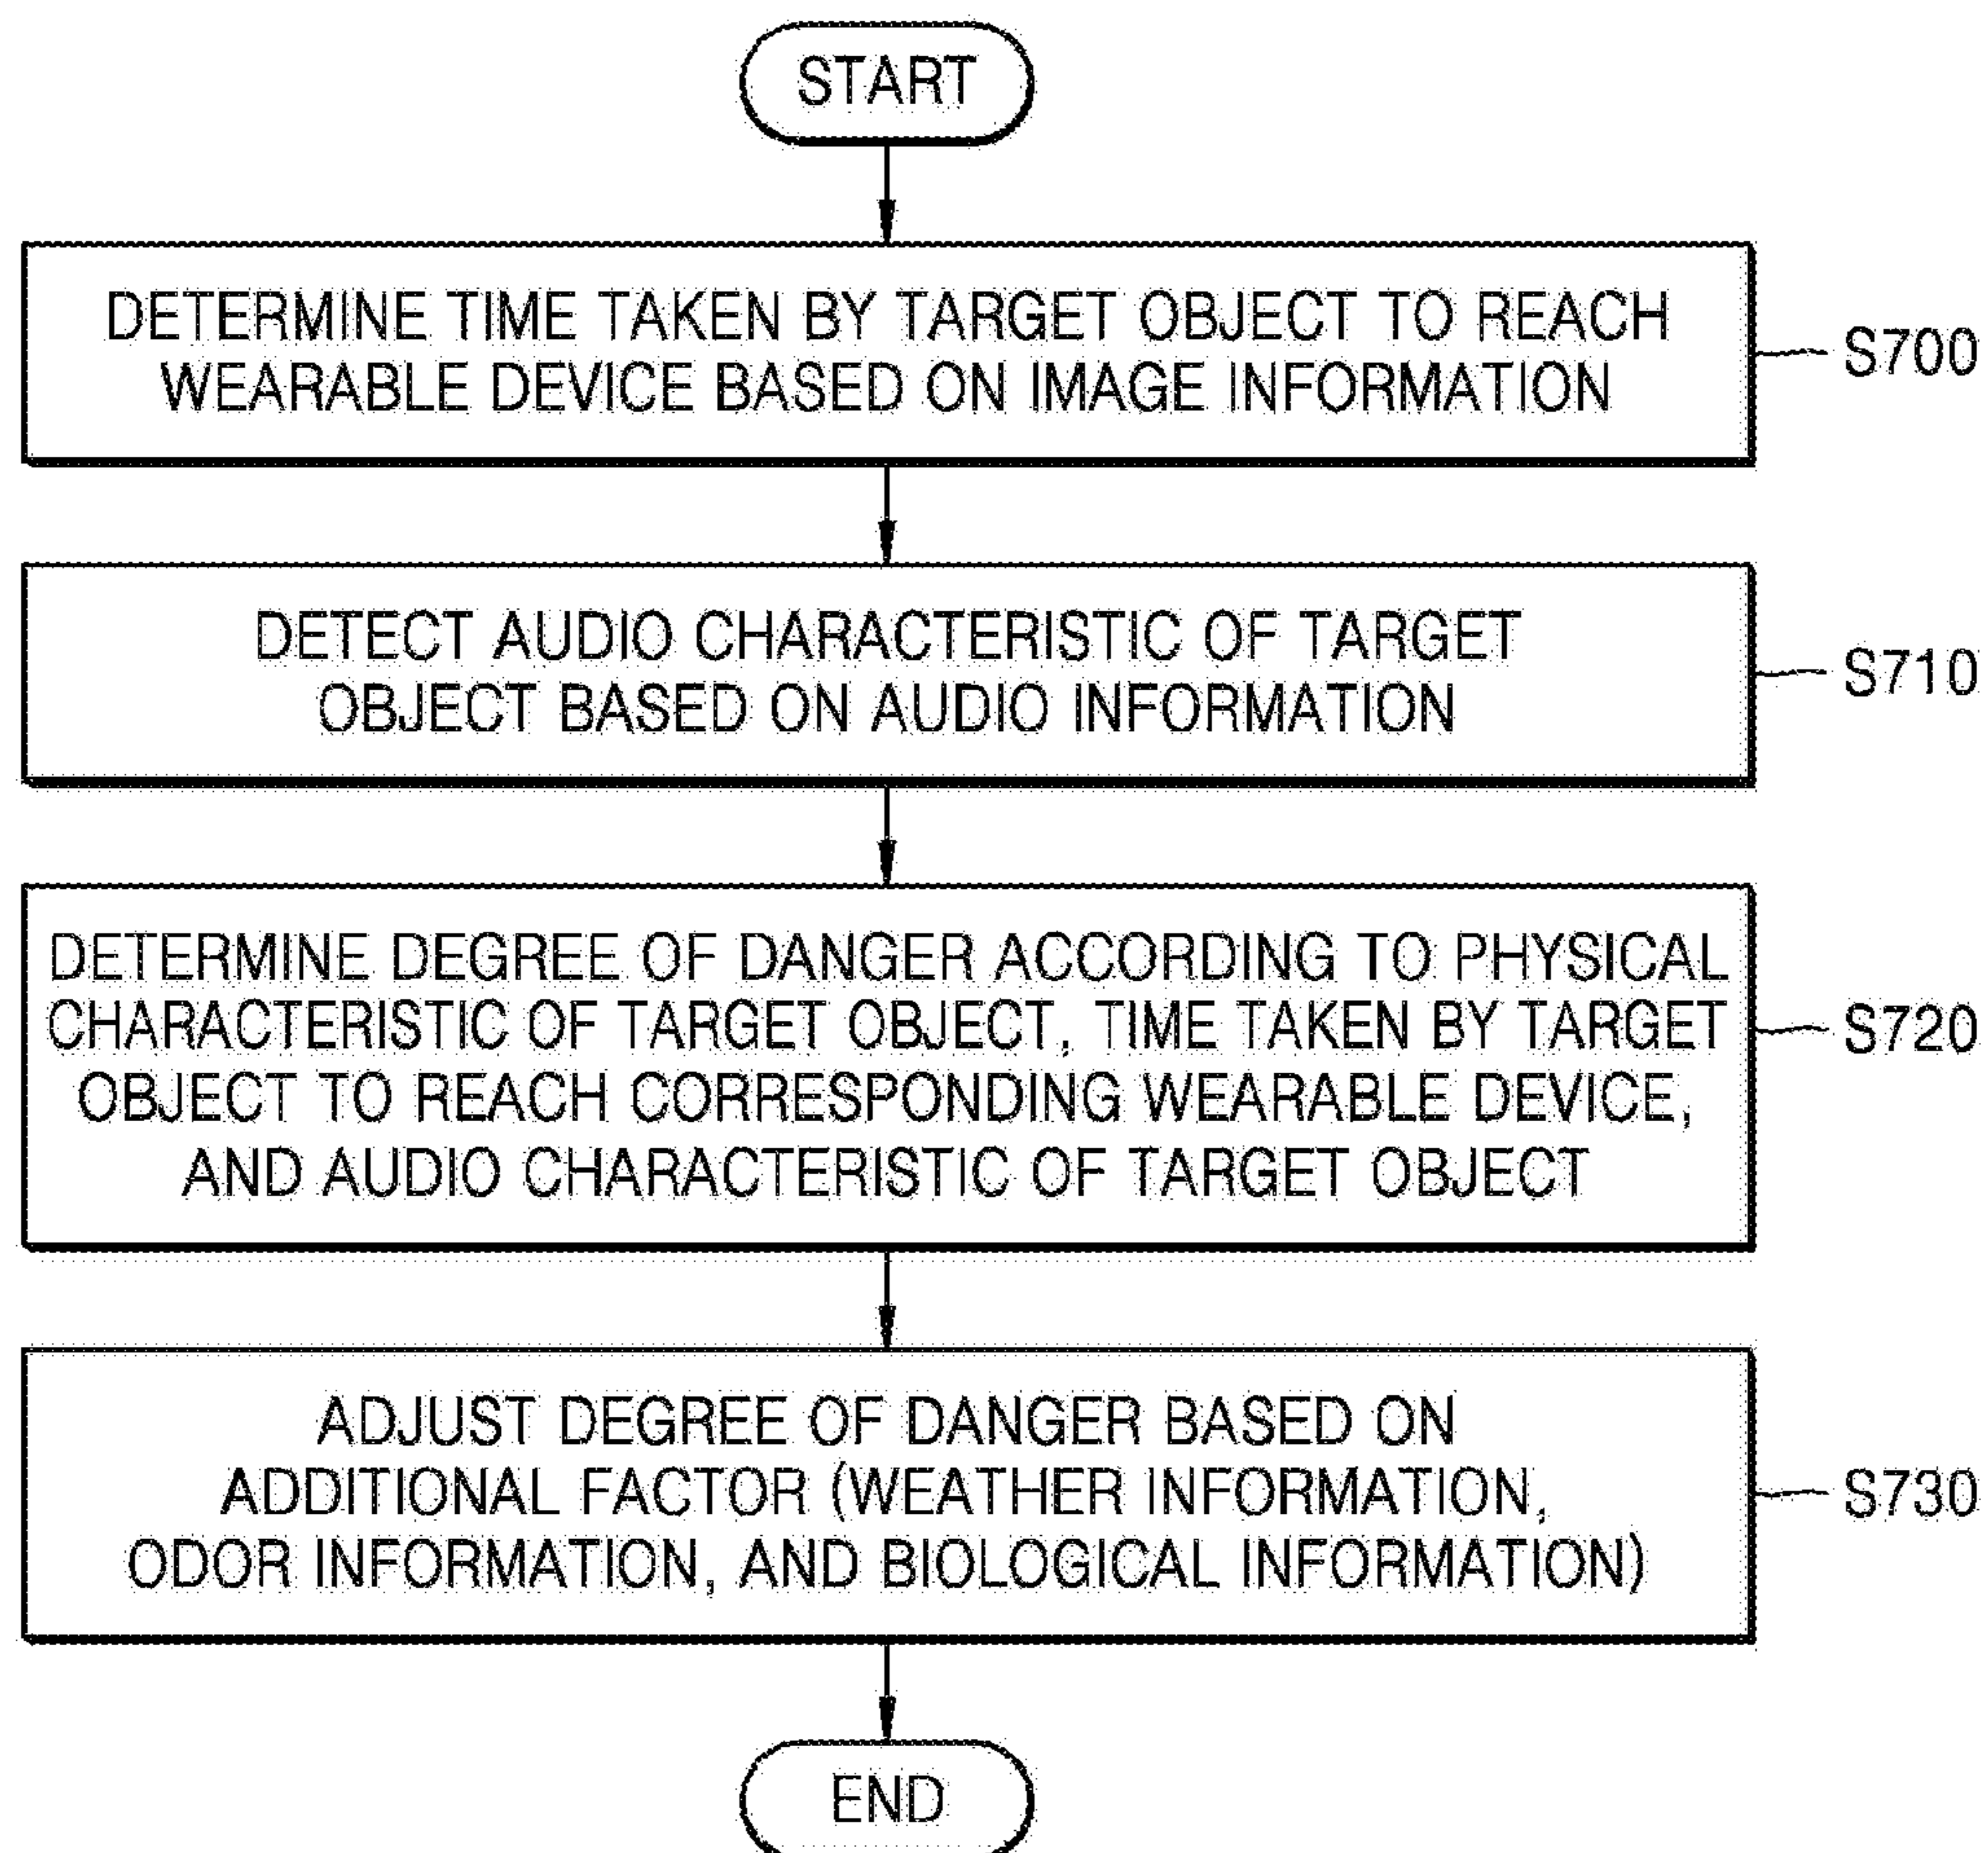 START
DETERMINE TIME TAKEN BY TARGET OBJECT TO REACH
WEARABLE DEVICE BASED ON IMAGE INFORMATION
S700
DETECT AUDIO CHARACTERISTIC OF TARGET
OBJECT BASED ON AUDIO INFORMATION
S710
DETERMINE DEGREE OF DANGER ACCORDING TO PHYSICAL
CHARACTERISTIC OF TARGET OBJECT, TIME TAKEN BY TARGET
OBJECT TO REACH CORRESPONDING WEARABLE DEVICE,
AND AUDIO CHARACTERISTIC OF TARGET OBJECT
S720
ADJUST DEGREE OF DANGER BASED ON
ADDITIONAL FACTOR (WEATHER INFORMATION,
ODOR INFORMATION, AND BIOLOGICAL INFORMATION)
S730
END